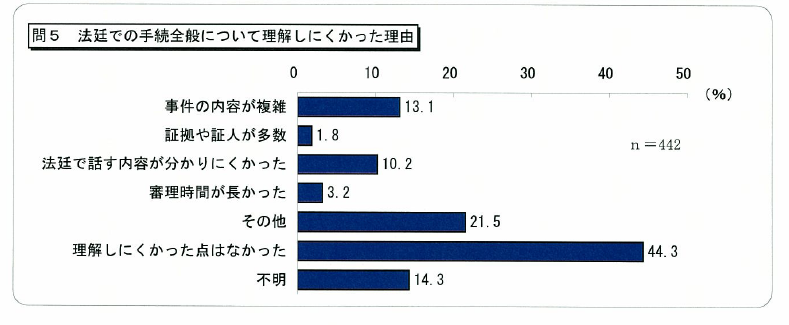 問5 法廷での手続全般について理解しにくかった理由
0 10 20 30 40 50
(%)
事件の内容が複雑 13.1
証拠や証人が多数 1.8
n=442
法廷で話す内容が分かりにくかった 10.2
審理時間が長かった 3.2
その他 21.5
理解しにくかった点はなかった 44.3
不明 14.3